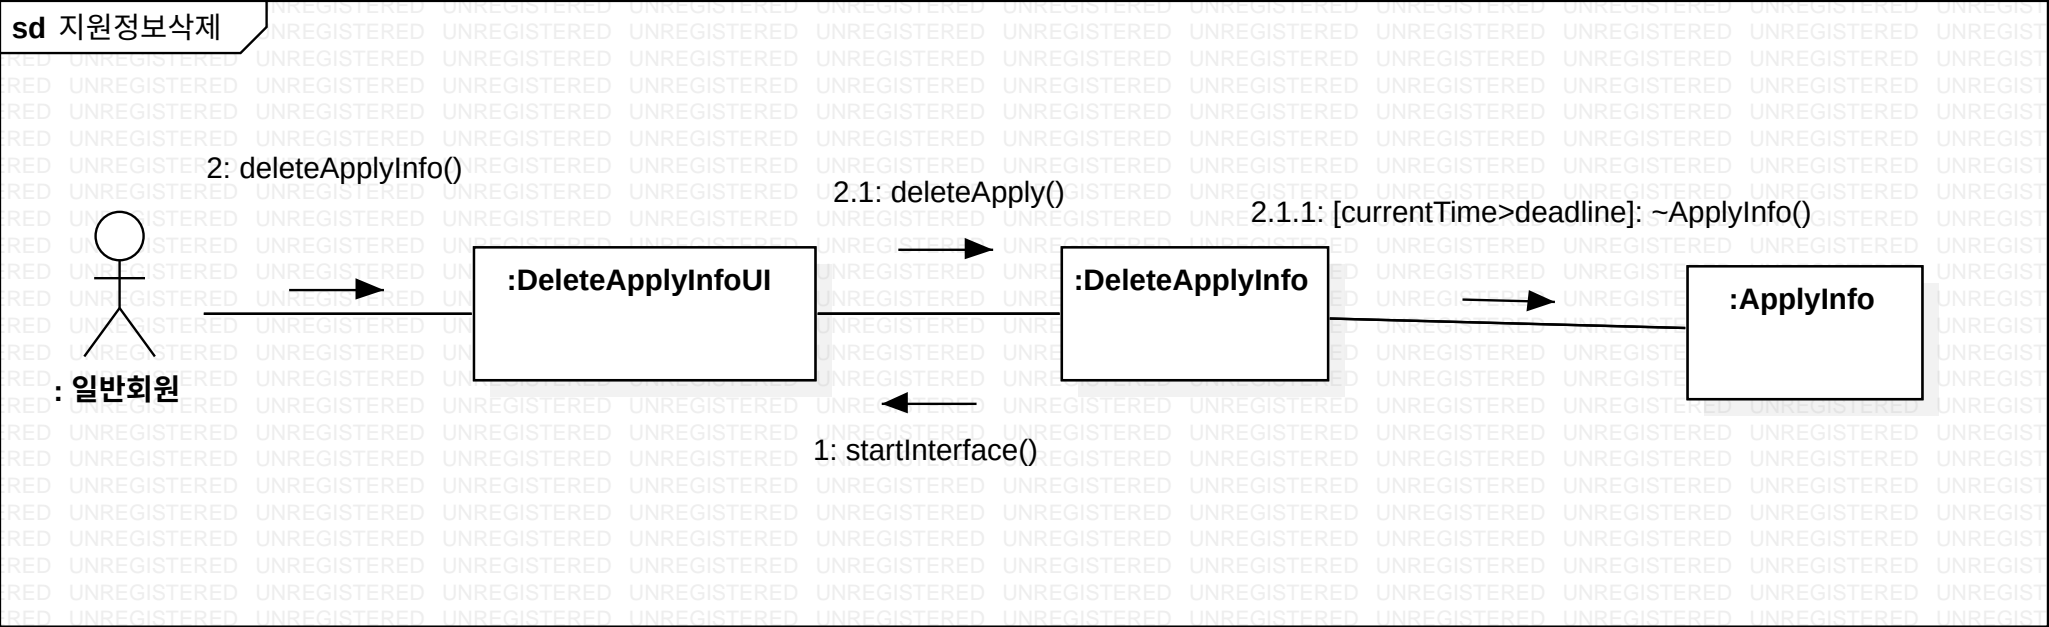 sd 지원정보삭제
2: deleteApplyInfo()
2.1: deleteApply()
2.1.1: [currentTime>deadline]: ~ApplyInfo()
:DeleteApplyInfoUI
:DeleteApplyInfo
:ApplyInfo
: 일반회원
1: startInterface()
UNREGISTERED